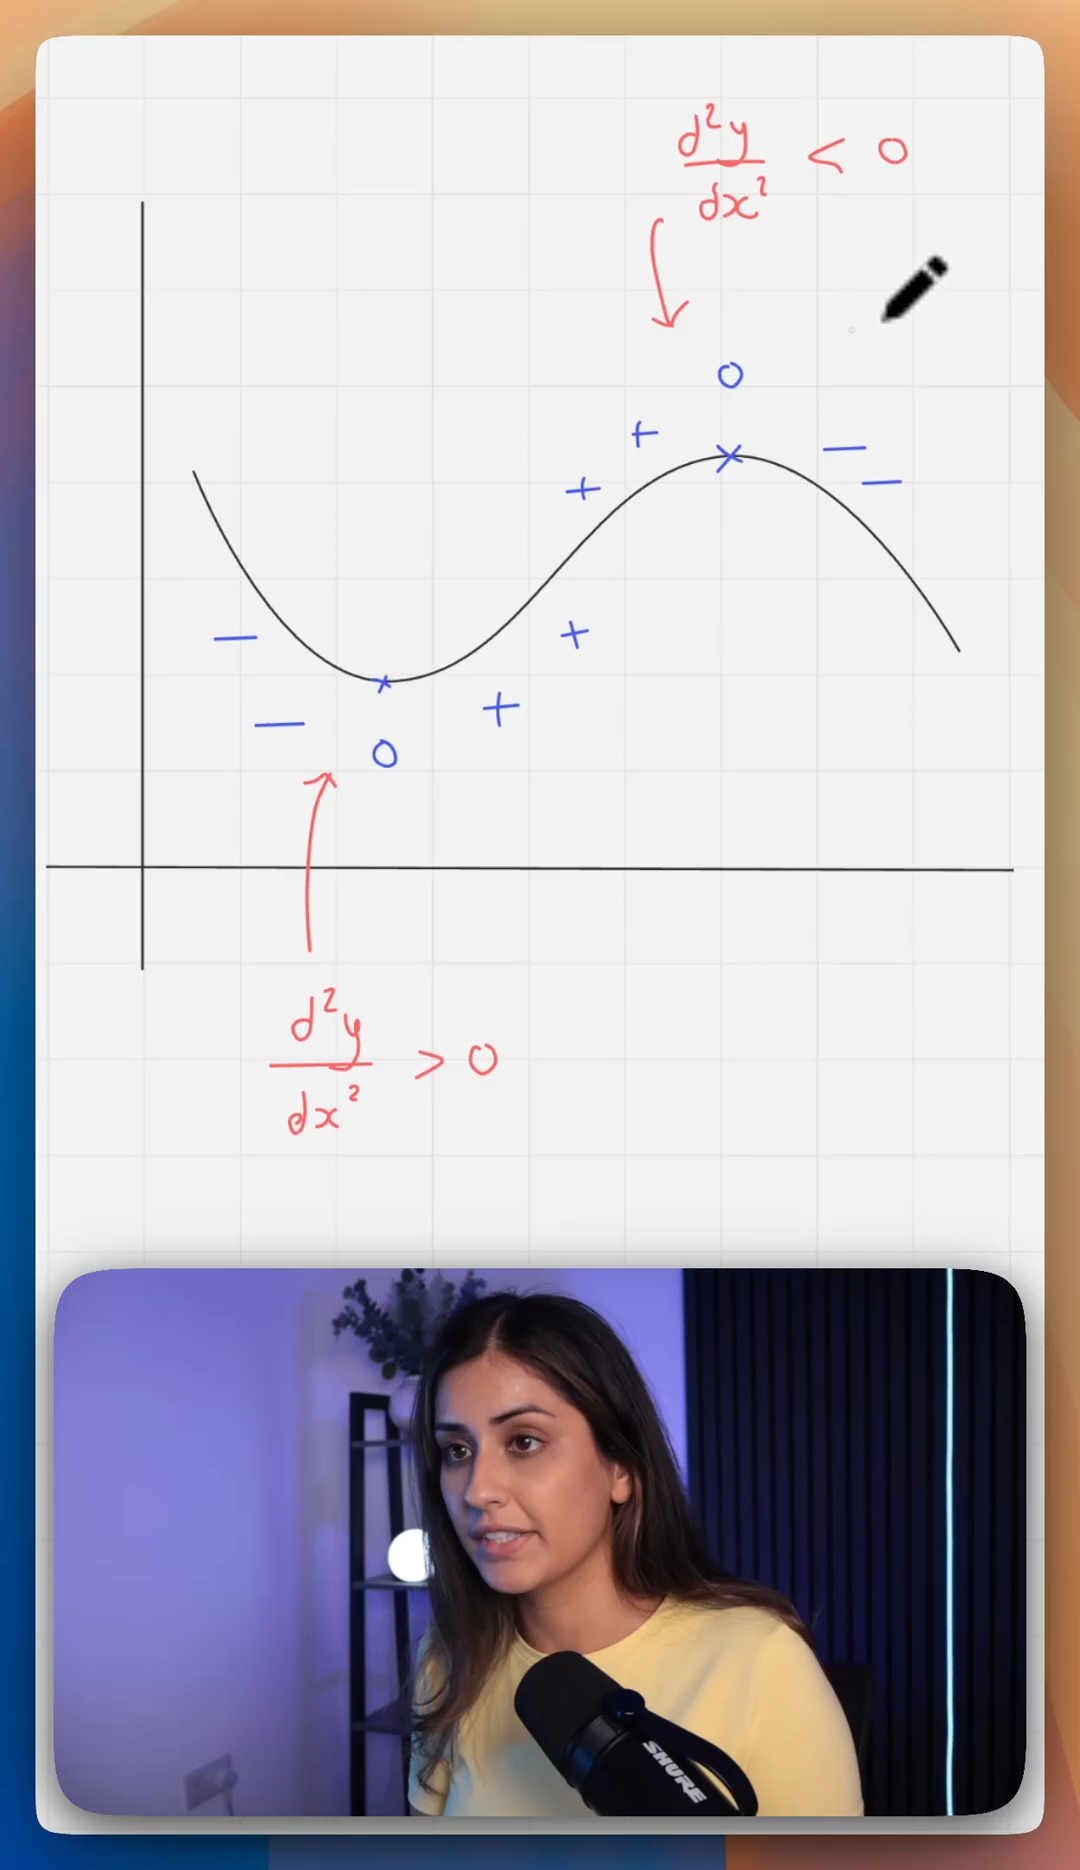 d²y/dx² < 0
0
+ −
+ −
− +
− +
0
d²y/dx² > 0
SHURE